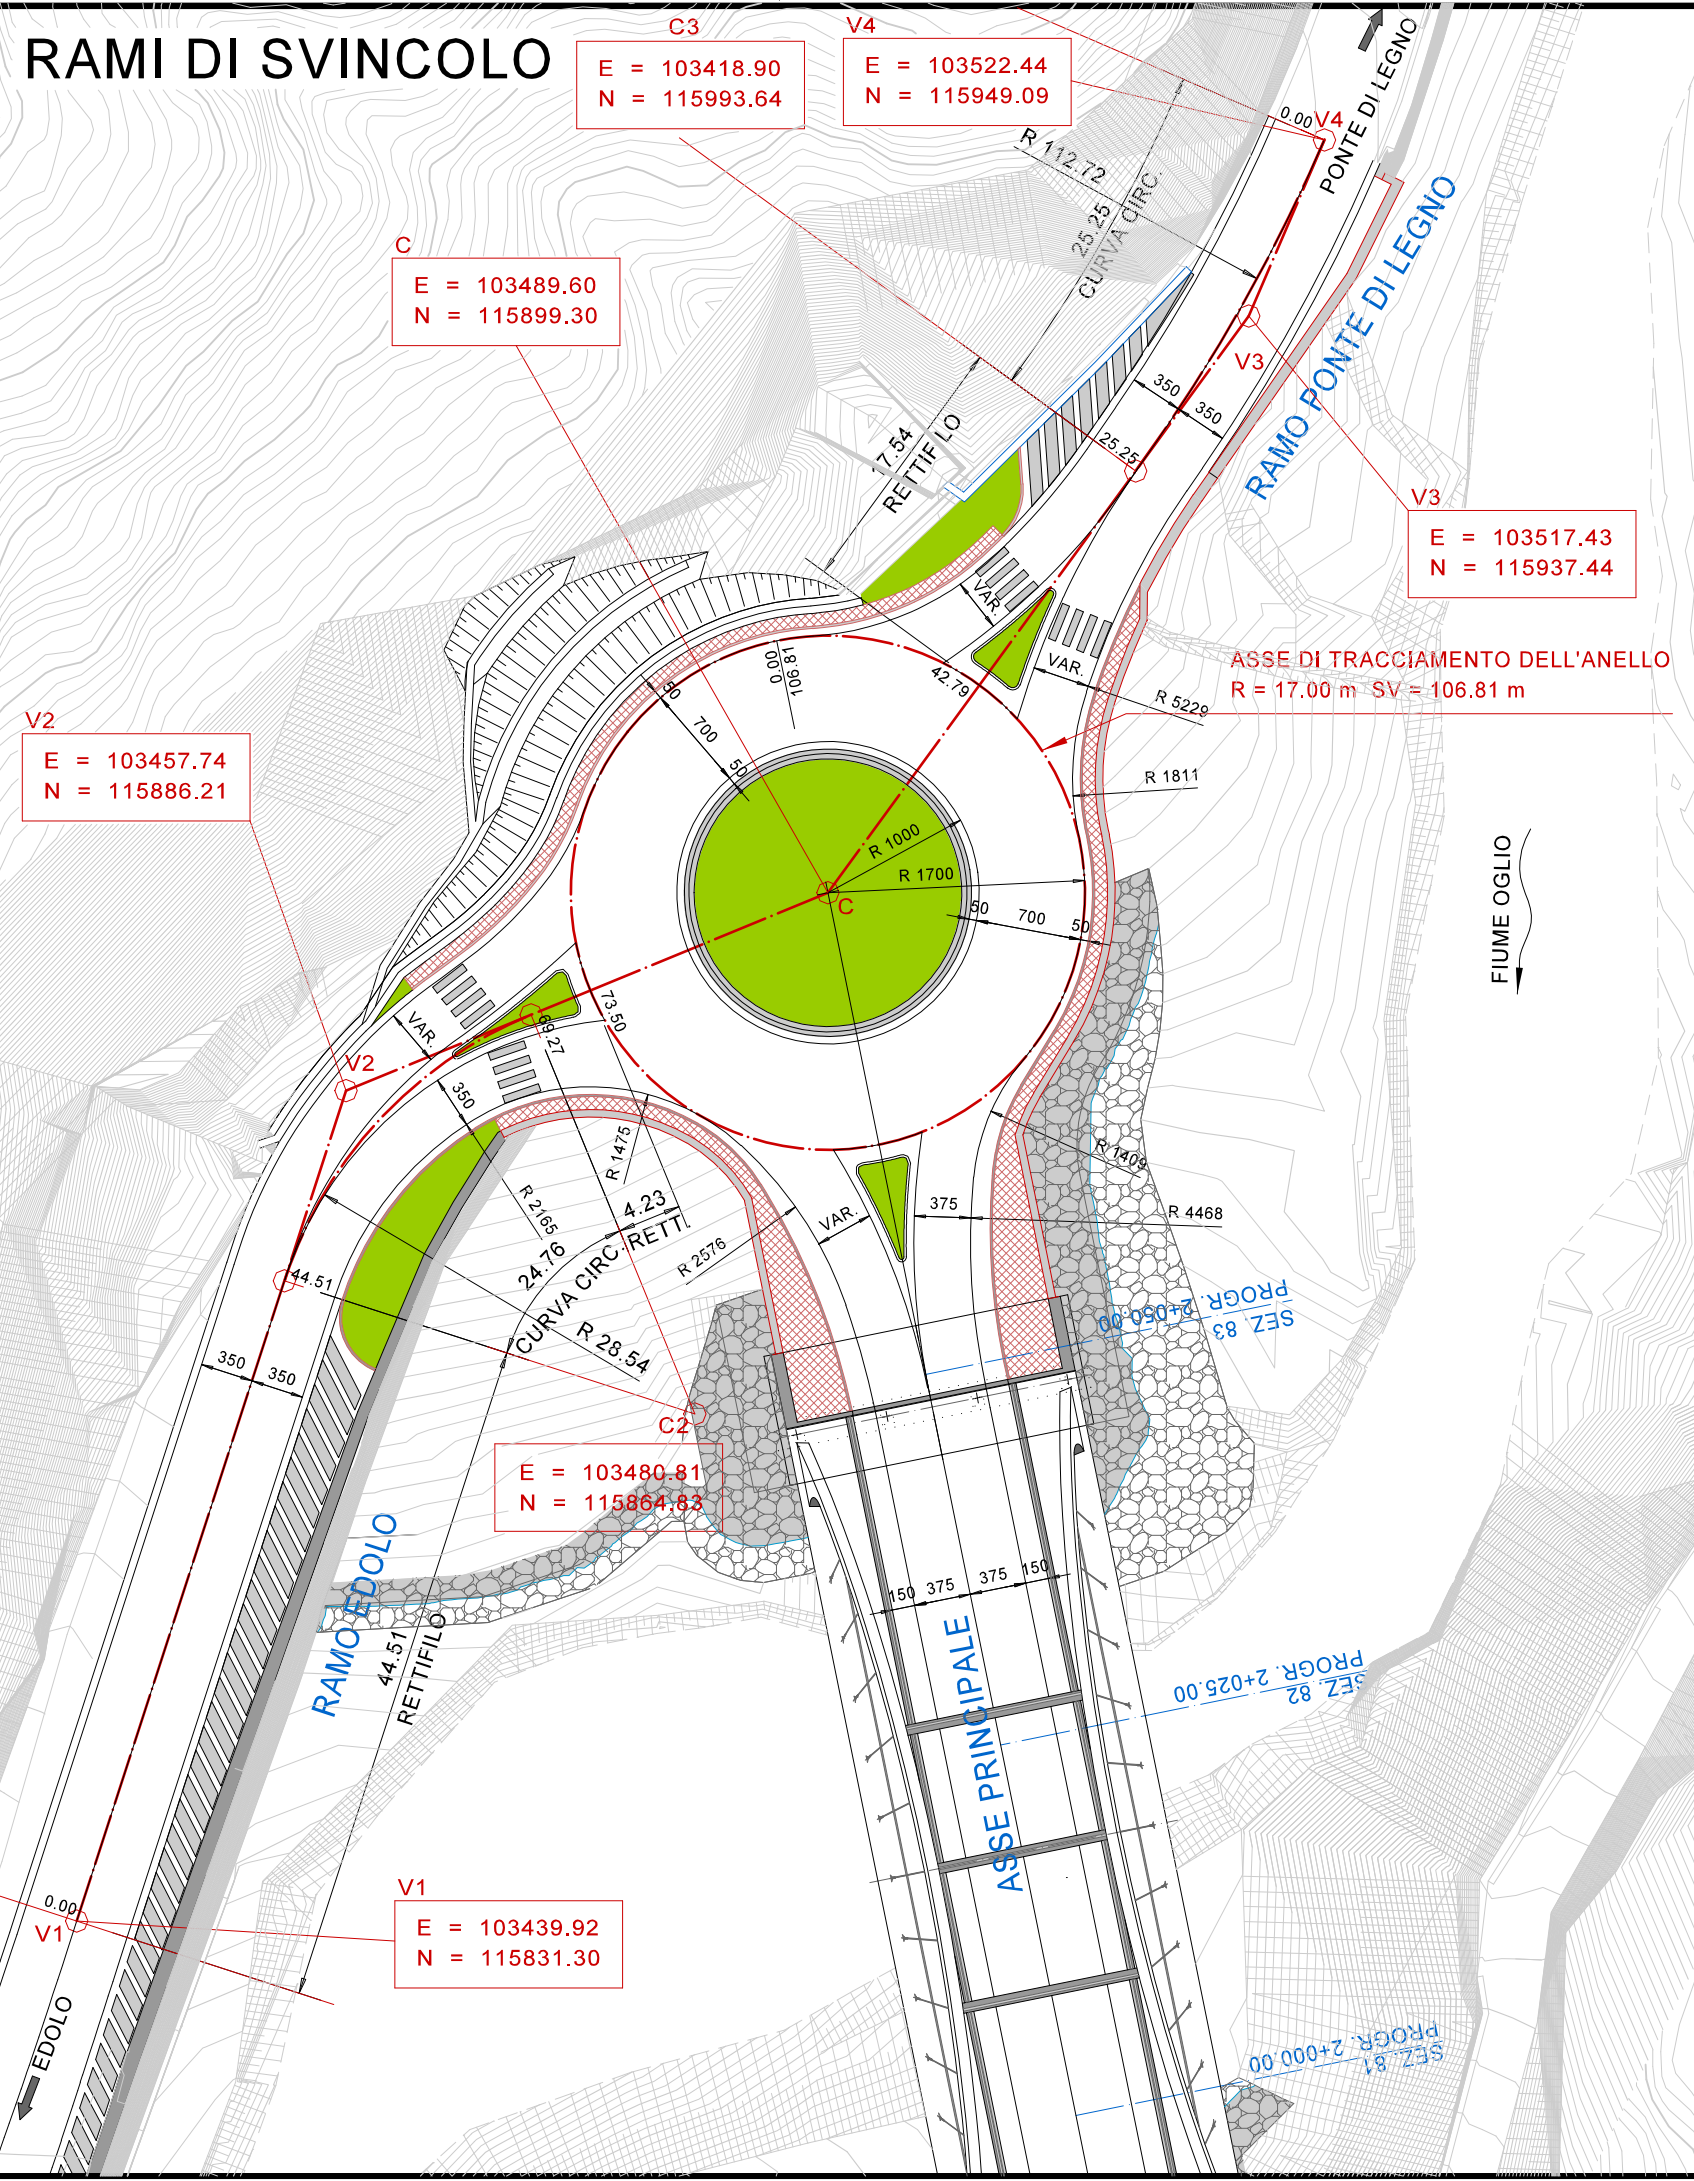 RAMI DI SVINCOLO
C3
E = 103418.90
N = 115993.64
V4
E = 103522.44
N = 115949.09
PONTE DI LEGNO
0.00
V4
R 112.72
25.25
CURVA CIRC.
RAMO PONTE DI LEGNO
C
E = 103489.60
N = 115899.30
V3
350
350
25.25
7.54
RETTIFILO
V3
E = 103517.43
N = 115937.44
VAR.
VAR.
42.79
R 5229
ASSE DI TRACCIAMENTO DELL'ANELLO
R = 17.00 m SV = 106.81 m
0.00
106.81
50
700
50
R 1811
V2
E = 103457.74
N = 115886.21
R 1000
R 1700
C
50
700
50
FIUME OGLIO
73.50
69.27
VAR.
V2
350
R 1475
R 2165
4.23
RETT.
24.76
CURVA CIRC.
R 2576
VAR.
375
R 1409
R 4468
44.51
R 28.54
350
350
SEZ. 83
PROGR. 2+050.00
C2
E = 103480.81
N = 115864.83
RAMO EDOLO
44.51
RETTIFILO
150
375
375
150
ASSE PRINCIPALE
SEZ. 82
PROGR. 2+025.00
V1
E = 103439.92
N = 115831.30
0.00
V1
EDOLO
SEZ. 81
PROGR. 2+000.00